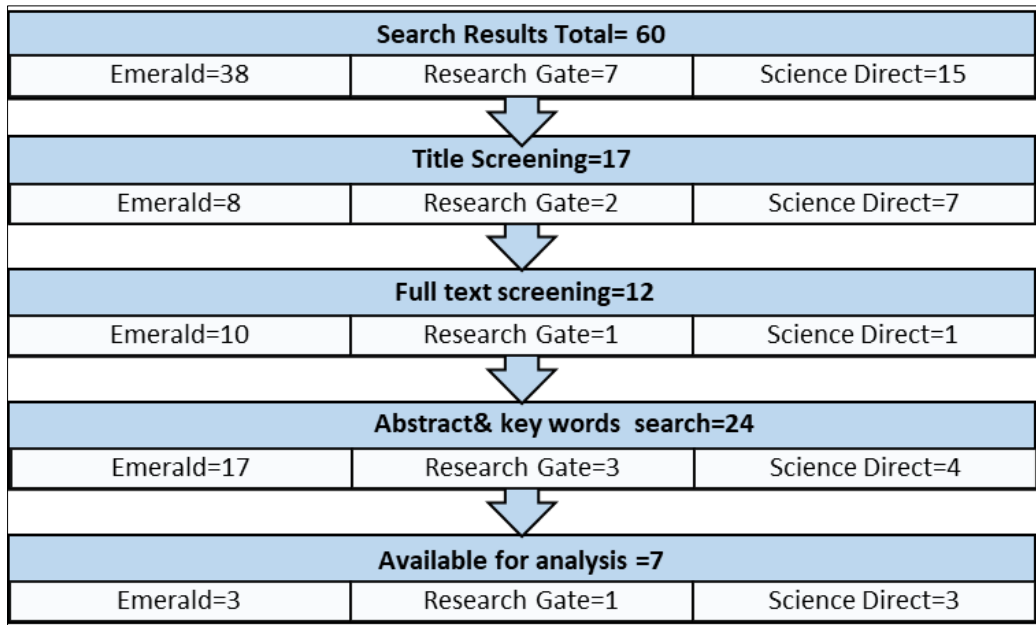 Search Results Total= 60
Emerald=38 Research Gate=7 Science Direct=15
Title Screening=17
Emerald=8 Research Gate=2 Science Direct=7
Full text screening=12
Emerald=10 Research Gate=1 Science Direct=1
Abstract& key words search=24
Emerald=17 Research Gate=3 Science Direct=4
Available for analysis =7
Emerald=3 Research Gate=1 Science Direct=3